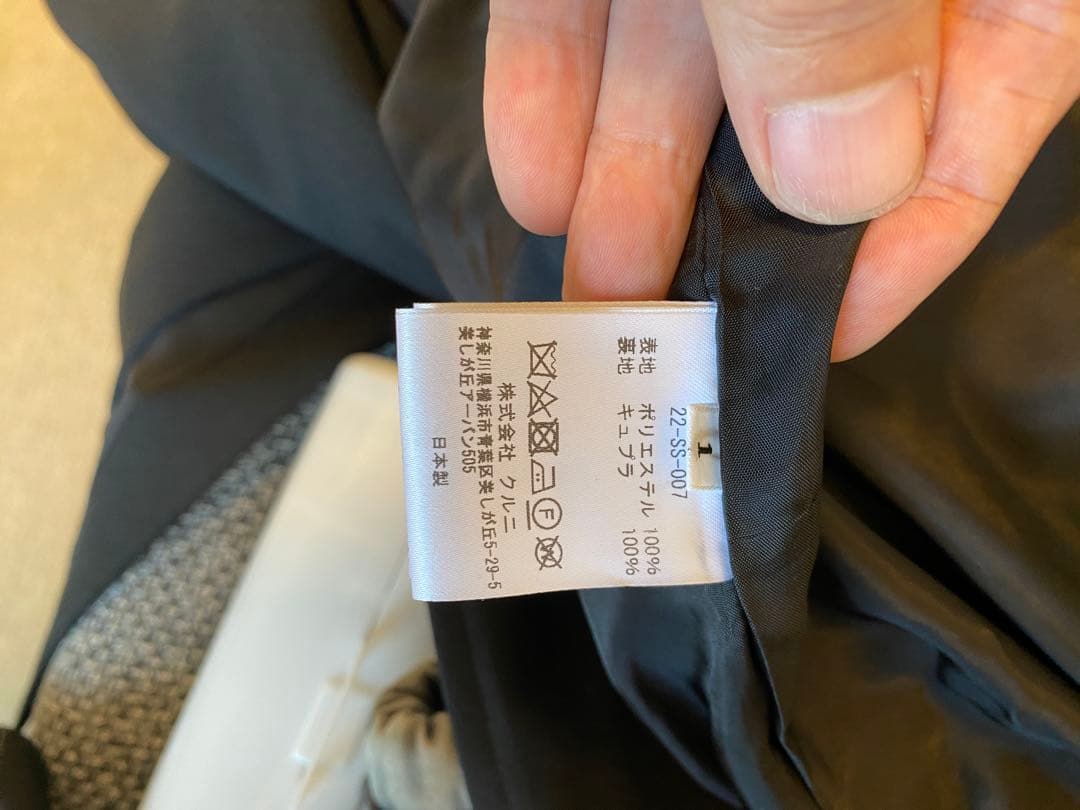 1
22-SS-007
表地 ポリエステル 100%
裏地 キュプラ 100%
F
W
株式会社 クルニ
神奈川県横浜市青葉区美しが丘5-29-5
美しが丘アーバン505
日本製